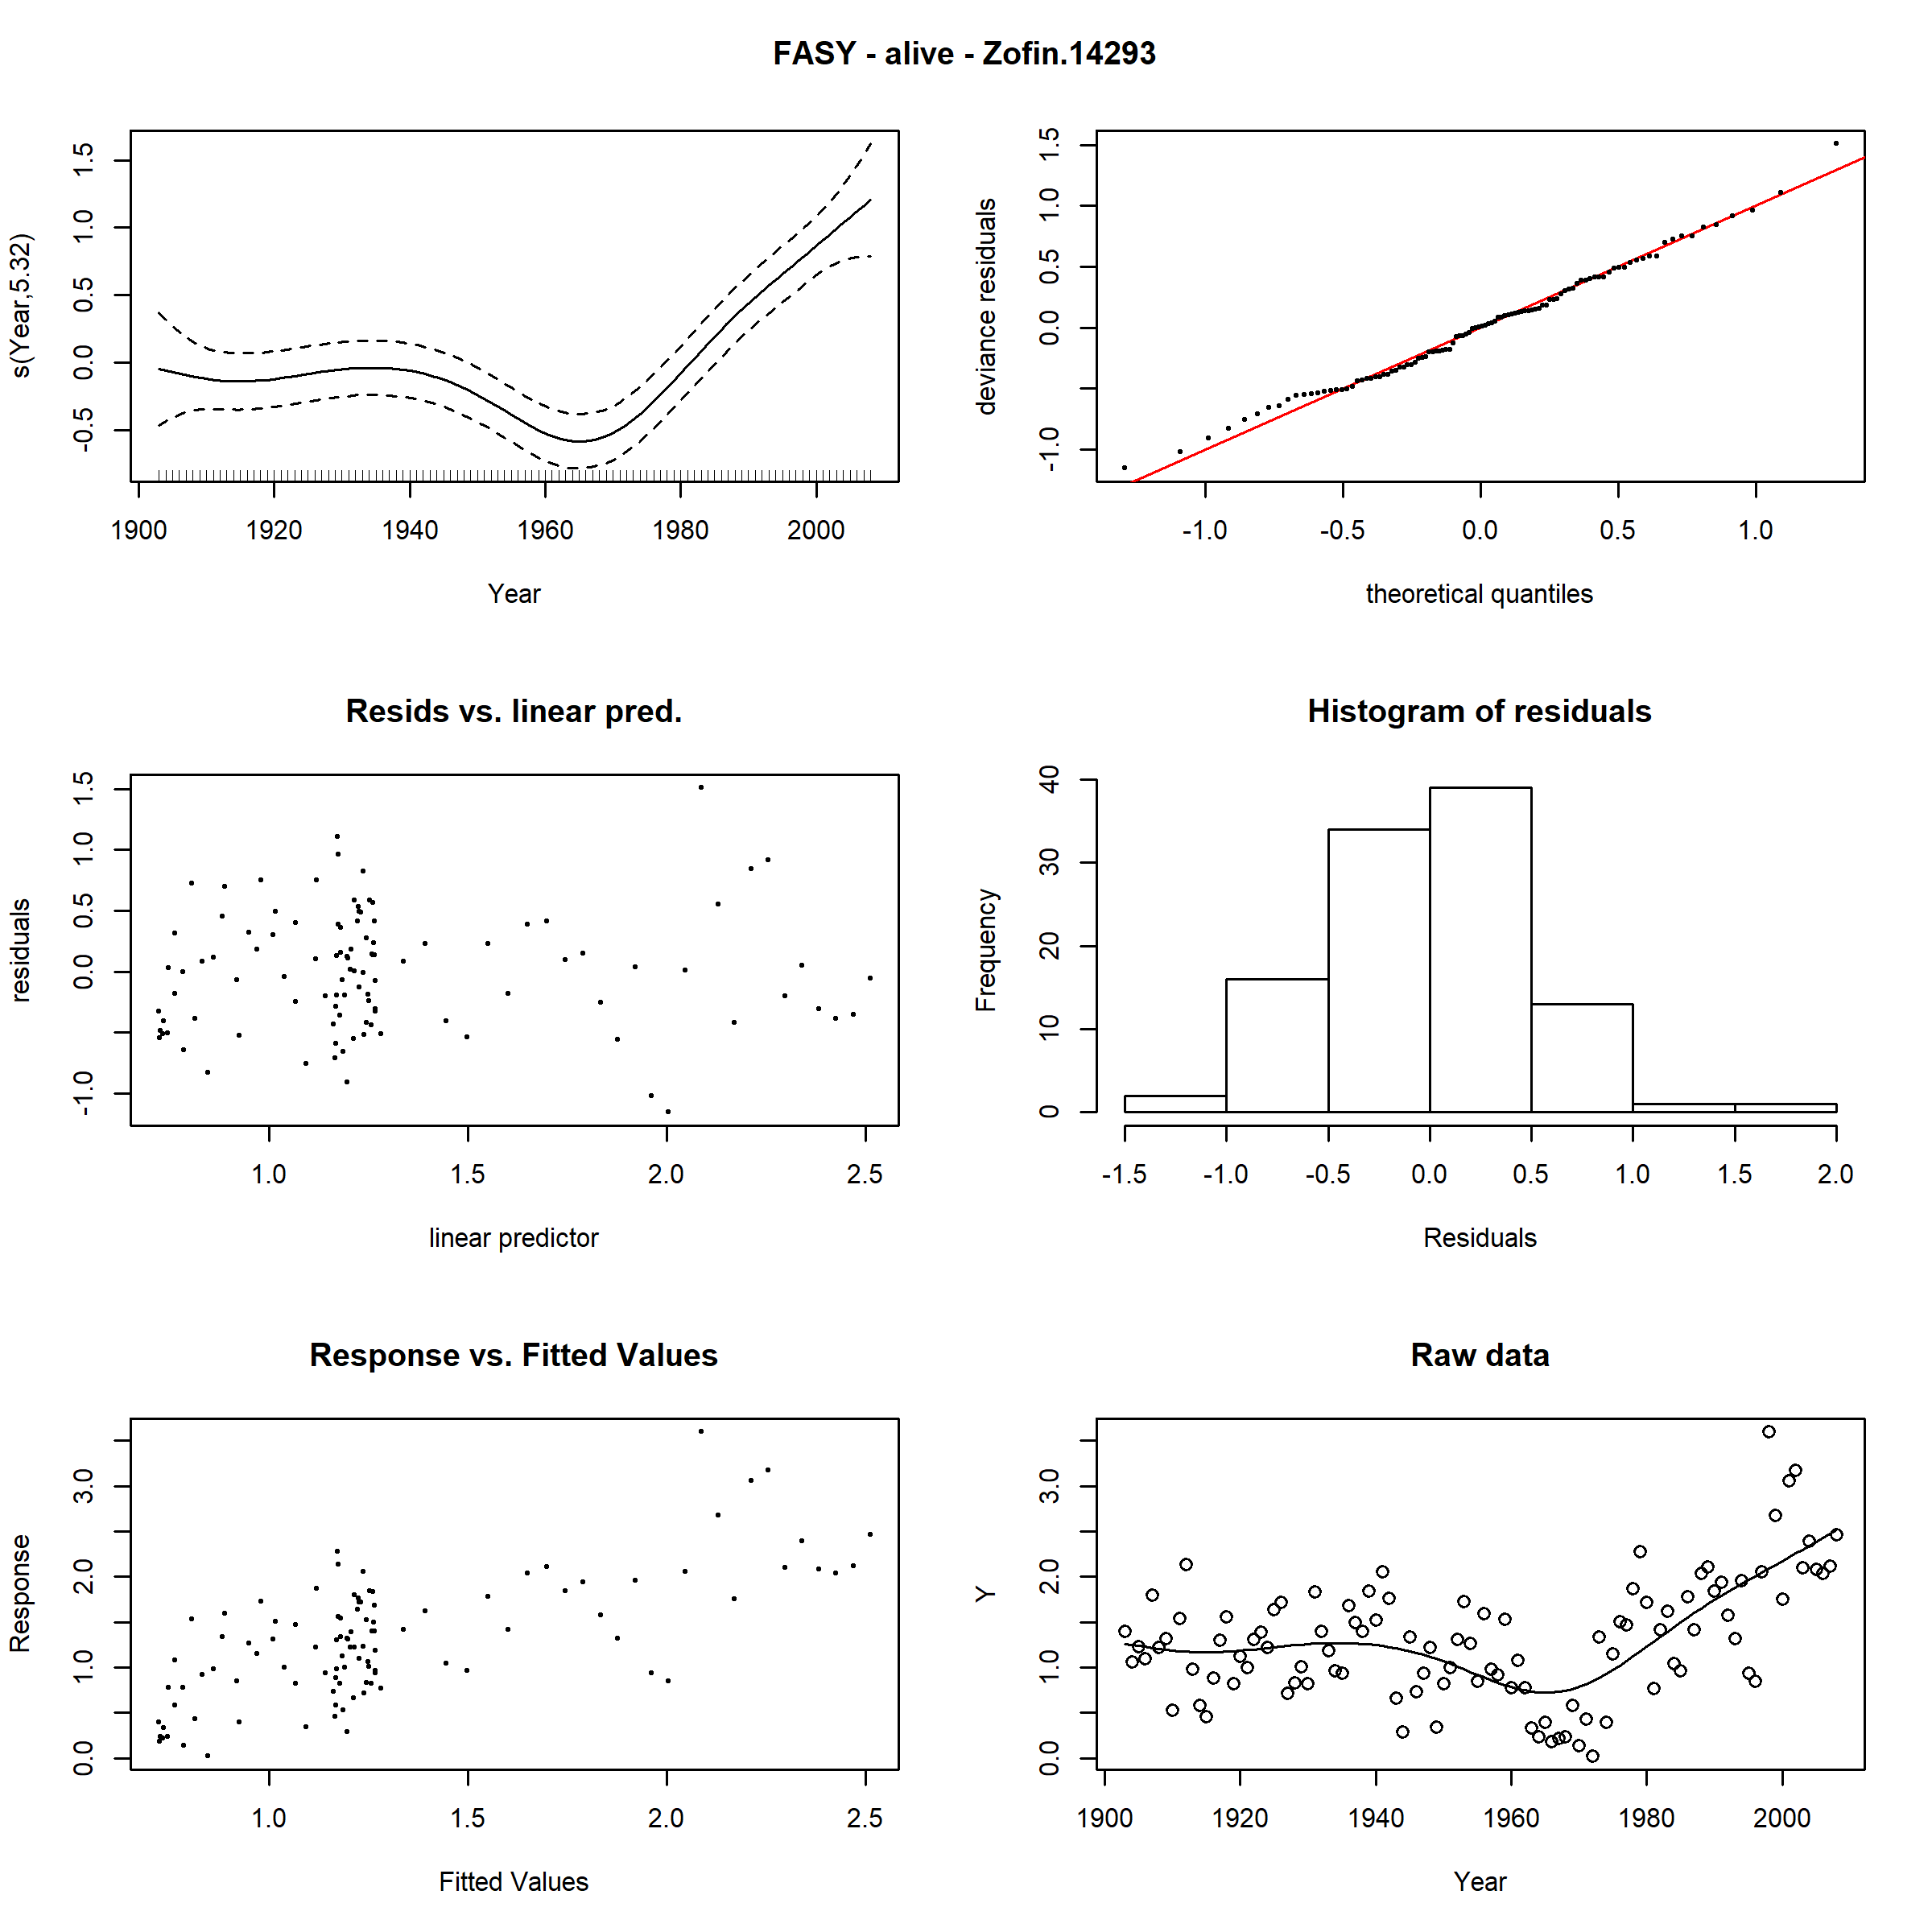 FASY - alive - Zofin.14293
s(Year,5.32)
-0.5 0.0 0.5 1.0 1.5
1900 1920 1940 1960 1980 2000
Year
deviance residuals
-1.0 0.0 0.5 1.0 1.5
-1.0 -0.5 0.0 0.5 1.0
theoretical quantiles
Resids vs. linear pred.
residuals
-1.0 0.0 0.5 1.0 1.5
1.0 1.5 2.0 2.5
linear predictor
Histogram of residuals
Frequency
0 10 20 30 40
-1.5 -1.0 -0.5 0.0 0.5 1.0 1.5 2.0
Residuals
Response vs. Fitted Values
Response
0.0 1.0 2.0 3.0
1.0 1.5 2.0 2.5
Fitted Values
Raw data
Y
0.0 1.0 2.0 3.0
1900 1920 1940 1960 1980 2000
Year